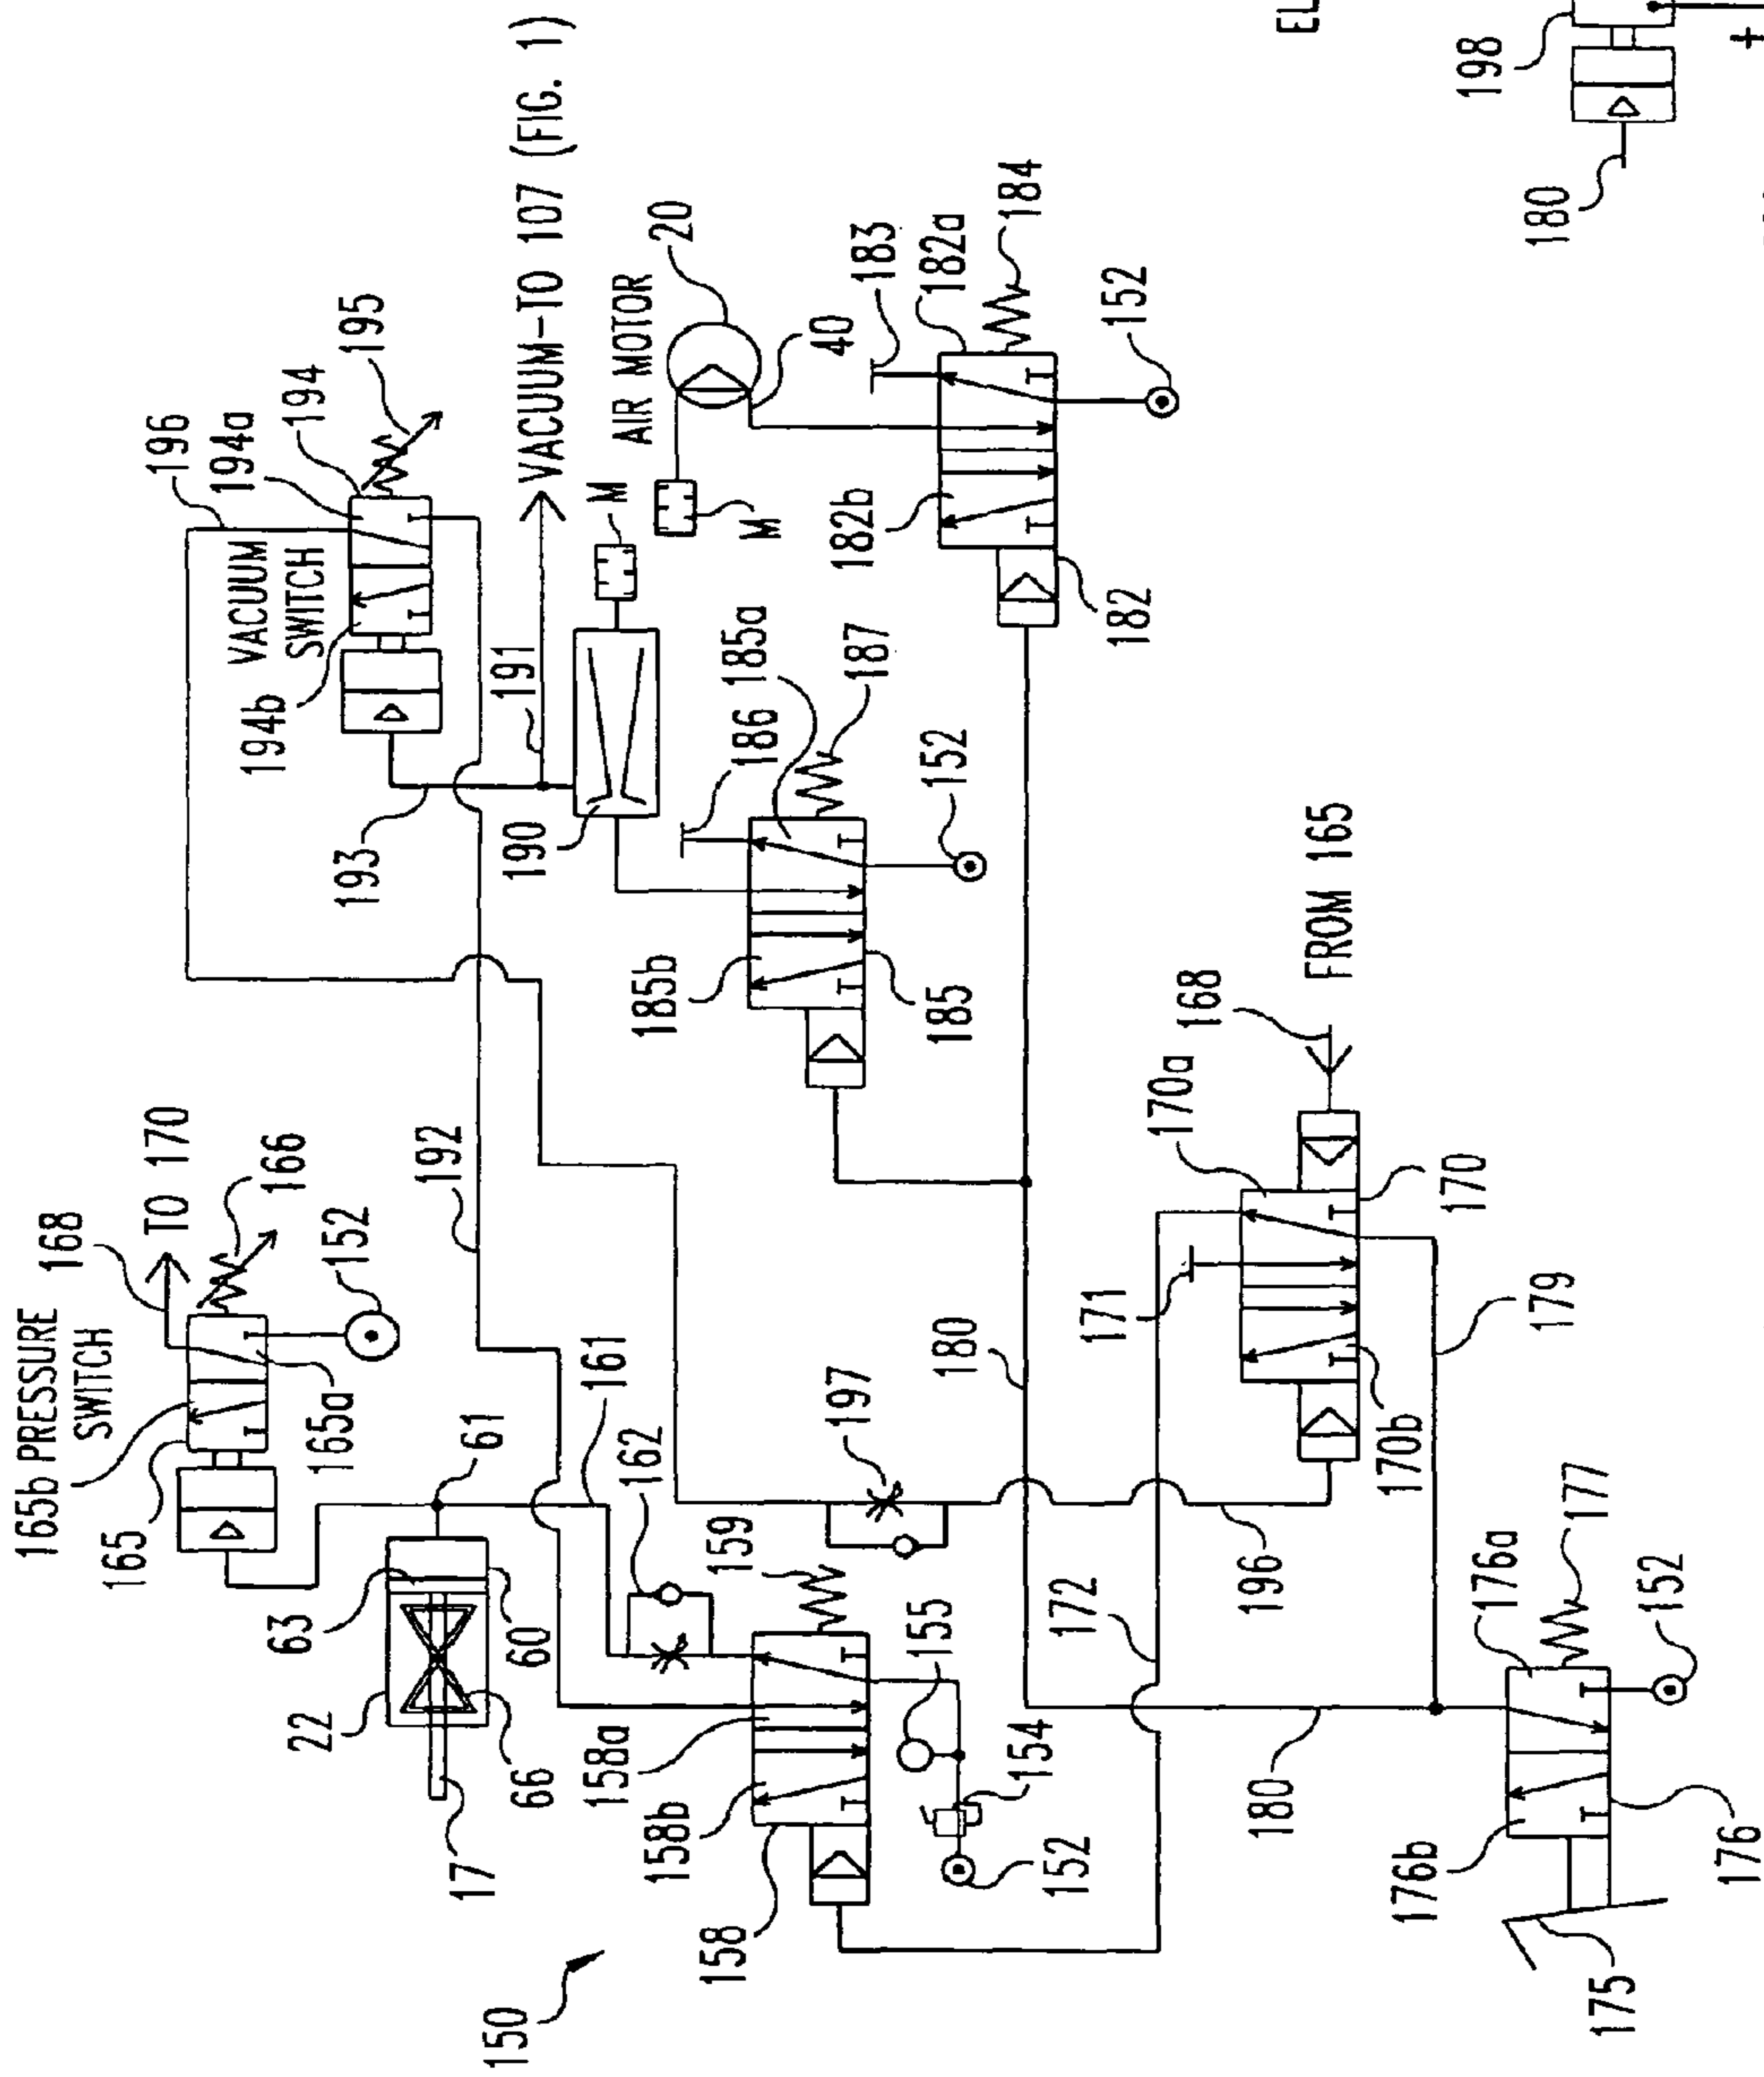 EL
198
+
180
VACUUM-TO 107 (FIG. 1)
196
194a
194
195
VACUUM
SWITCH
194b
193
191
190
M
AIR MOTOR
20
M
40
183
182a
184
182b
152
182
185a
186
187
185b
185
152
TO 170
168
166
165b PRESSURE
SWITCH
152
165
165a
192
61
161
162
63
60
22
66
17
159
158a
158b
158
155
154
152
197
180
196
172
FROM 165
168
170a
171
170
170b
179
176a
177
152
180
176b
176
175
150